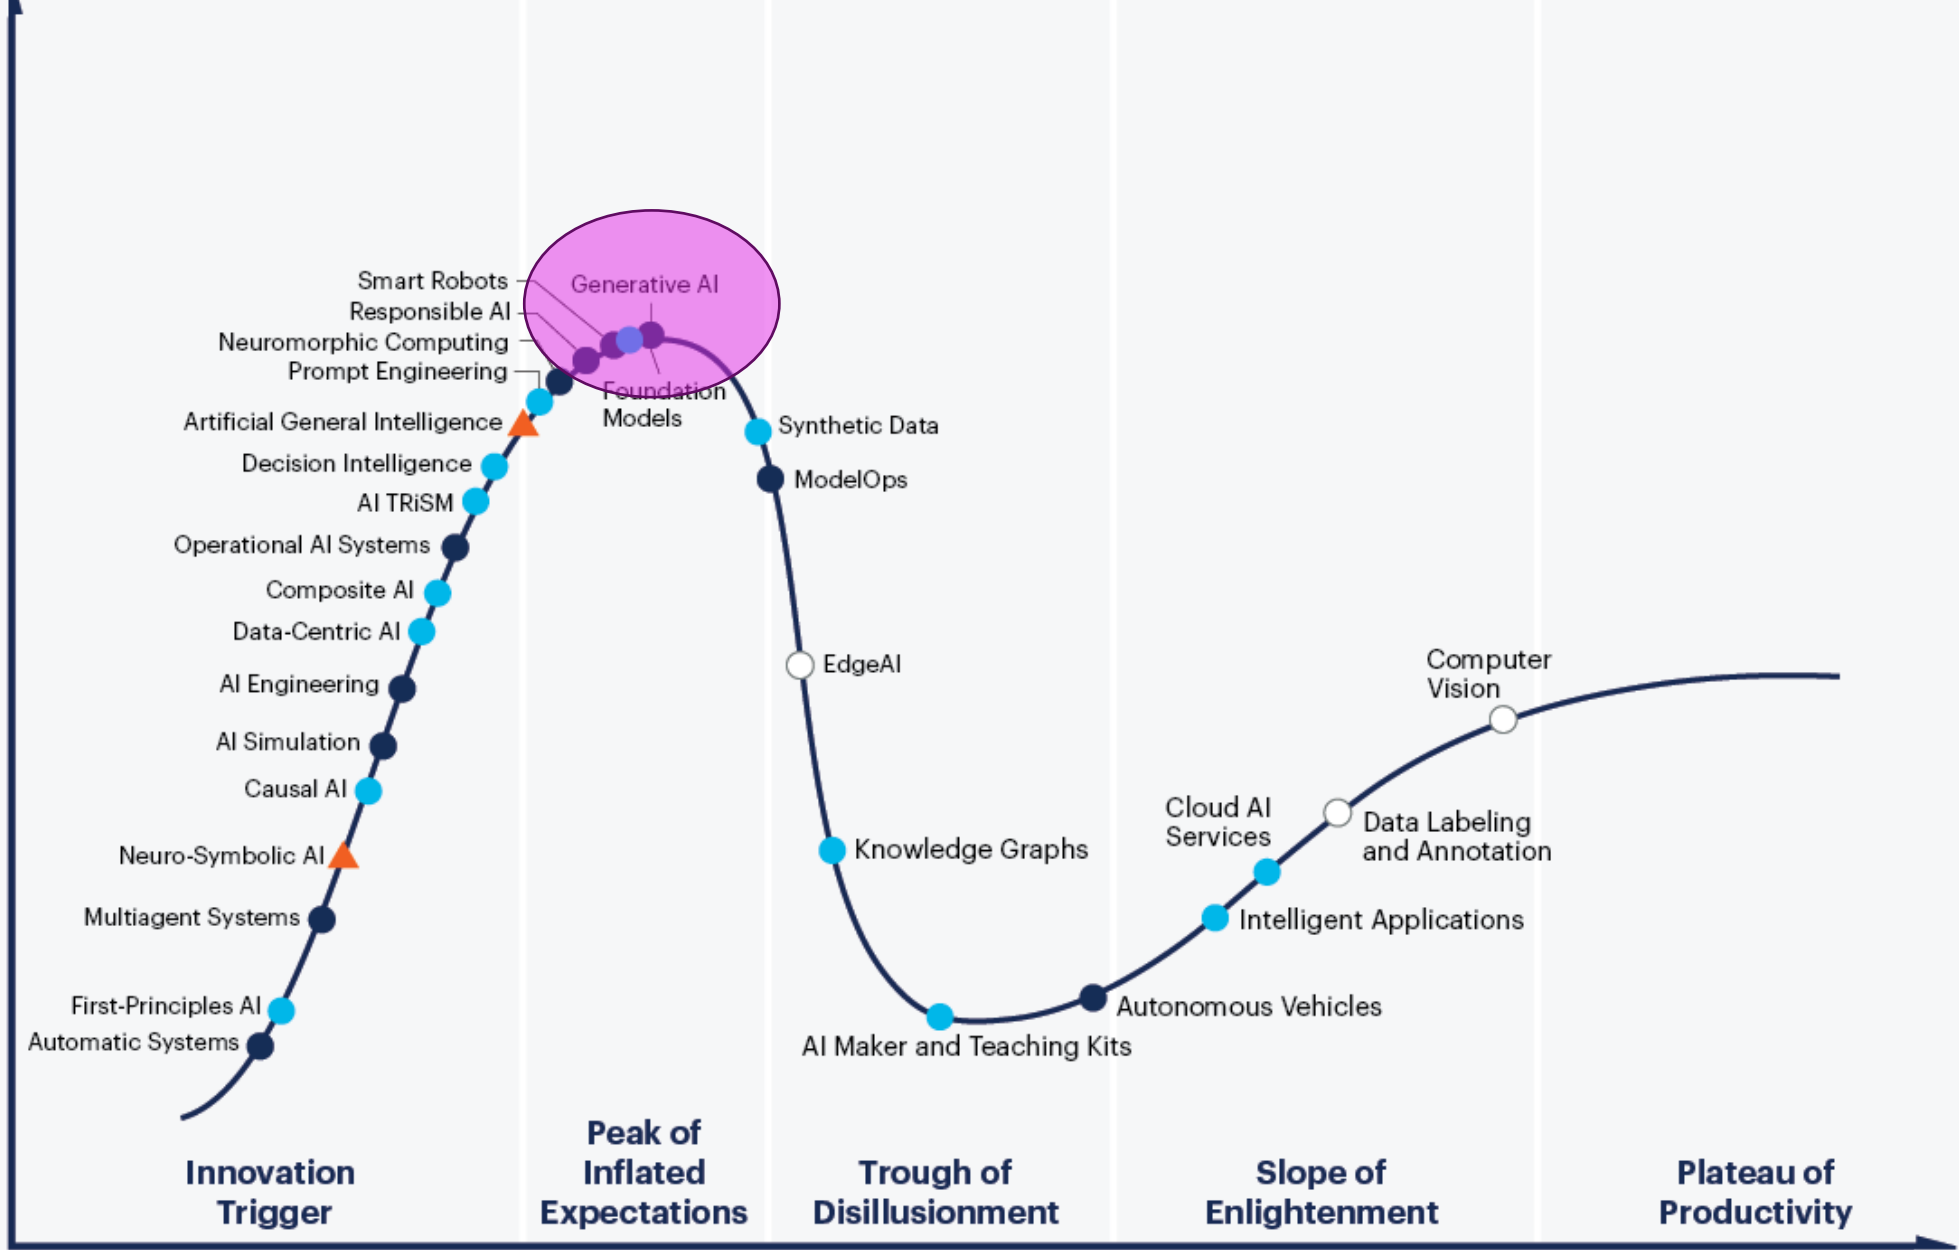 Smart Robots
Generative AI
Responsible AI
Neuromorphic Computing
Prompt Engineering
Foundation
Models
Artificial General Intelligence
Synthetic Data
Decision Intelligence
ModelOps
AI TRiSM
Operational AI Systems
Composite AI
Data-Centric AI
EdgeAI
AI Engineering
Computer
Vision
AI Simulation
Causal AI
Cloud AI
Services
Data Labeling
and Annotation
Neuro-Symbolic AI
Knowledge Graphs
Multiagent Systems
Intelligent Applications
First-Principles AI
Autonomous Vehicles
Automatic Systems
AI Maker and Teaching Kits
Innovation
Trigger
Peak of
Inflated
Expectations
Trough of
Disillusionment
Slope of
Enlightenment
Plateau of
Productivity